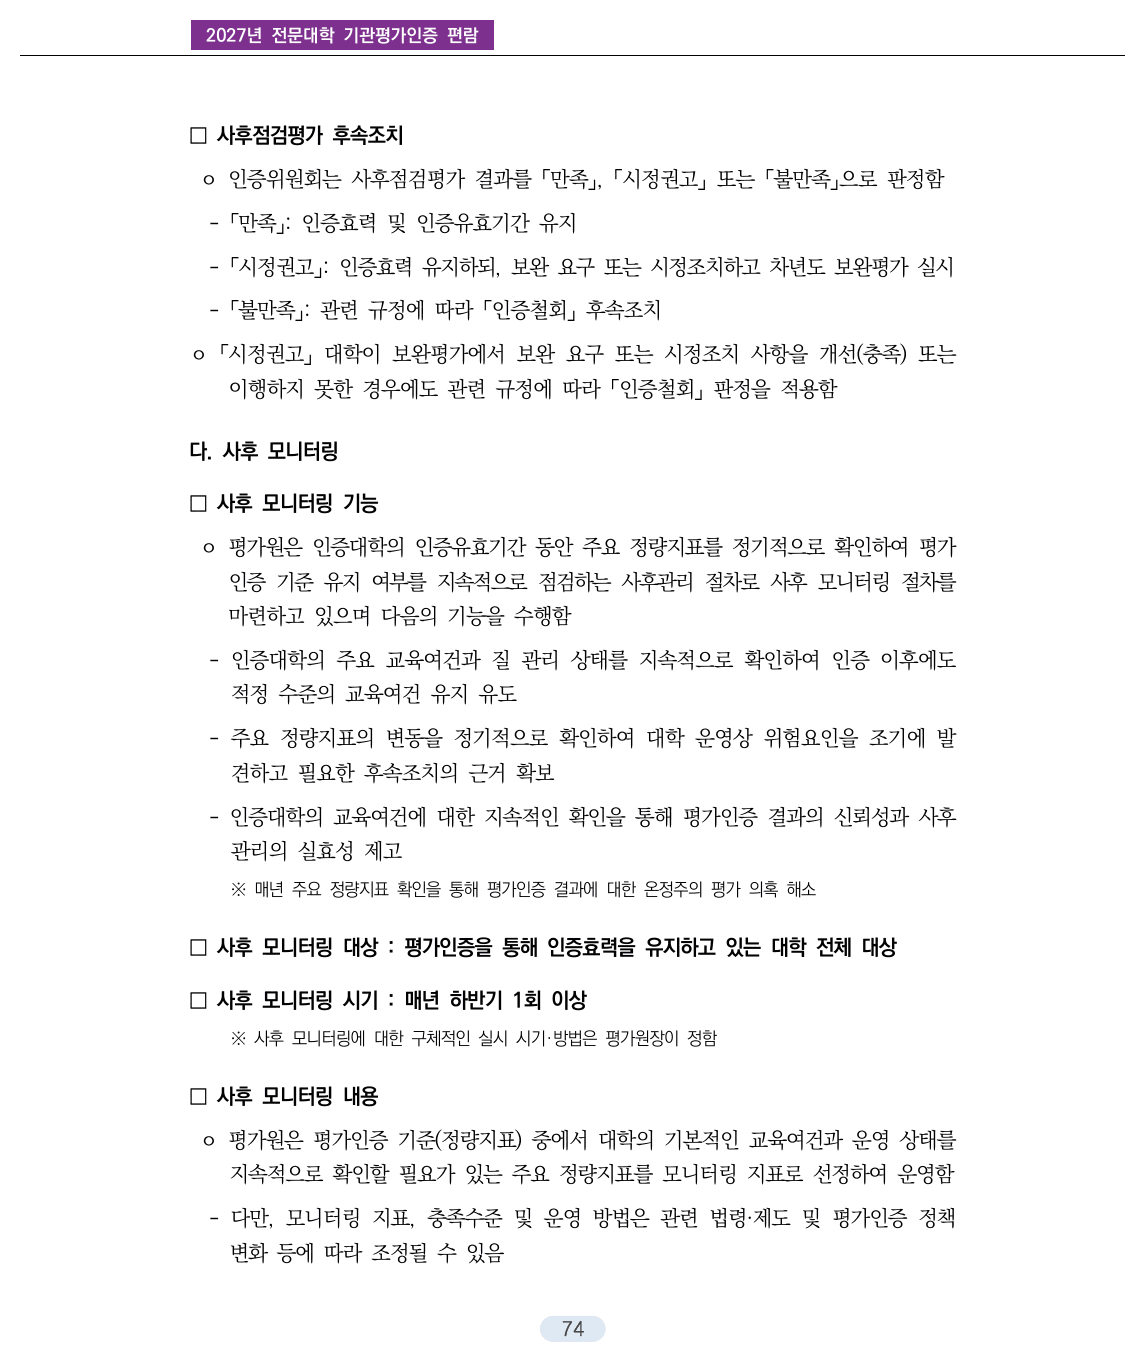 2027년 전문대학 기관평가인증 편람
□ 사후점검평가 후속조치
ㅇ 인증위원회는 사후점검평가 결과를 「만족」, 「시정권고」 또는 「불만족」으로 판정함
- 「만족」: 인증효력 및 인증유효기간 유지
- 「시정권고」: 인증효력 유지하되, 보완 요구 또는 시정조치하고 차년도 보완평가 실시
- 「불만족」: 관련 규정에 따라 「인증철회」 후속조치
ㅇ 「시정권고」 대학이 보완평가에서 보완 요구 또는 시정조치 사항을 개선(충족) 또는
이행하지 못한 경우에도 관련 규정에 따라 「인증철회」 판정을 적용함
다. 사후 모니터링
□ 사후 모니터링 기능
ㅇ 평가원은 인증대학의 인증유효기간 동안 주요 정량지표를 정기적으로 확인하여 평가
인증 기준 유지 여부를 지속적으로 점검하는 사후관리 절차로 사후 모니터링 절차를
마련하고 있으며 다음의 기능을 수행함
- 인증대학의 주요 교육여건과 질 관리 상태를 지속적으로 확인하여 인증 이후에도
적정 수준의 교육여건 유지 유도
- 주요 정량지표의 변동을 정기적으로 확인하여 대학 운영상 위험요인을 조기에 발
견하고 필요한 후속조치의 근거 확보
- 인증대학의 교육여건에 대한 지속적인 확인을 통해 평가인증 결과의 신뢰성과 사후
관리의 실효성 제고
※ 매년 주요 정량지표 확인을 통해 평가인증 결과에 대한 온정주의 평가 의혹 해소
□ 사후 모니터링 대상 : 평가인증을 통해 인증효력을 유지하고 있는 대학 전체 대상
□ 사후 모니터링 시기 : 매년 하반기 1회 이상
※ 사후 모니터링에 대한 구체적인 실시 시기·방법은 평가원장이 정함
□ 사후 모니터링 내용
ㅇ 평가원은 평가인증 기준(정량지표) 중에서 대학의 기본적인 교육여건과 운영 상태를
지속적으로 확인할 필요가 있는 주요 정량지표를 모니터링 지표로 선정하여 운영함
- 다만, 모니터링 지표, 충족수준 및 운영 방법은 관련 법령·제도 및 평가인증 정책
변화 등에 따라 조정될 수 있음
74